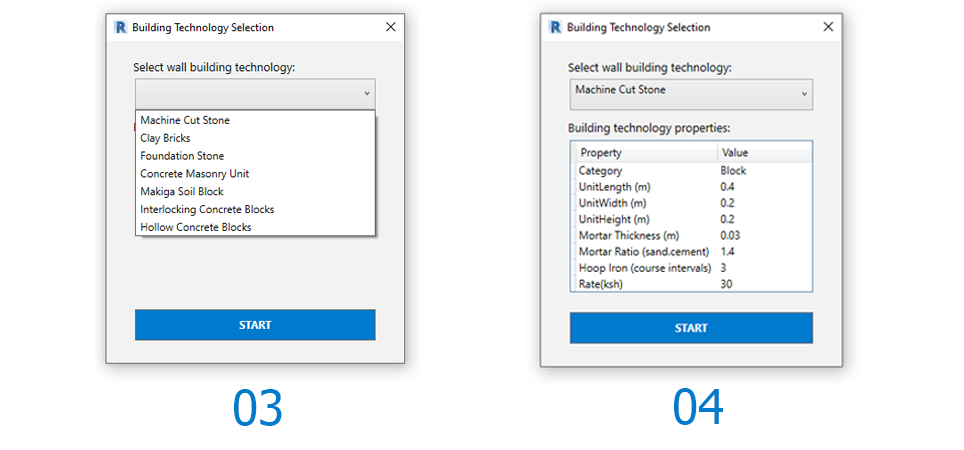 Building Technology Selection
Select wall building technology:
Machine Cut Stone
Clay Bricks
Foundation Stone
Concrete Masonry Unit
Makiga Soil Block
Interlocking Concrete Blocks
Hollow Concrete Blocks
START
03
Building Technology Selection
Select wall building technology:
Machine Cut Stone
Building technology properties:
Property Value
Category Block
UnitLength (m) 0.4
UnitWidth (m) 0.2
UnitHeight (m) 0.2
Mortar Thickness (m) 0.03
Mortar Ratio (sand.cement) 1.4
Hoop Iron (course intervals) 3
Rate(ksh) 30
START
04